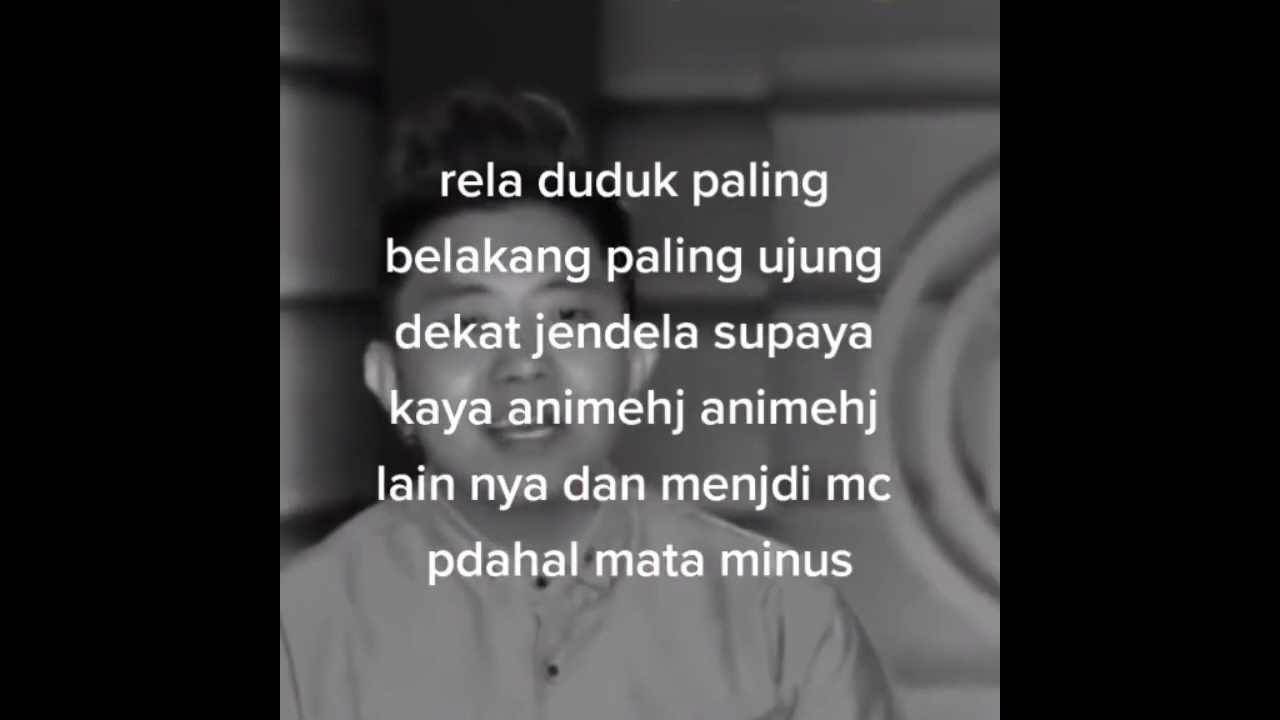 rela duduk paling
belakang paling ujung
dekat jendela supaya
kaya animehj animehj
lain nya dan menjdi mc
pdahal mata minus